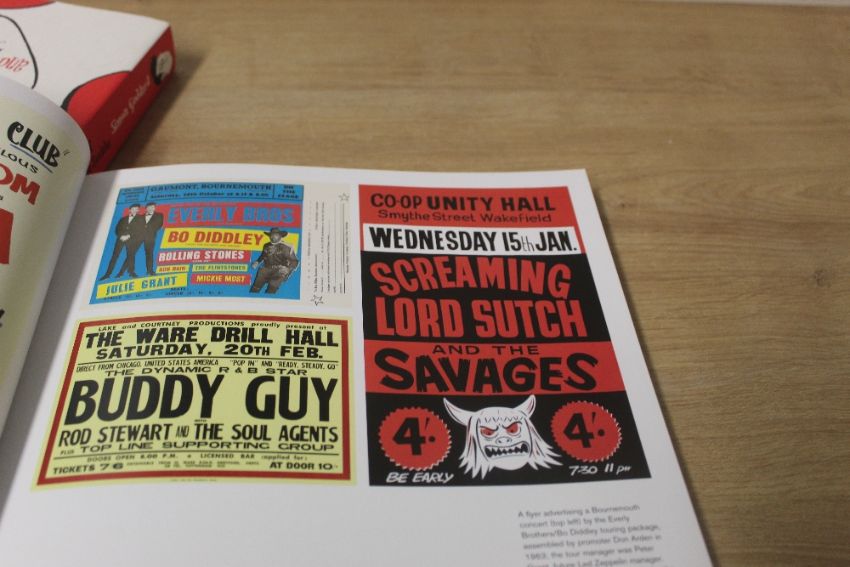 Simon Goddard
CLUB"
GAUMONT, BOURNEMOUTH
ON THE STAGE
EVERLY BROS
BO DIDDLEY
ROLLING STONES
THE FLINTSTONES
JULIE GRANT
MICKIE MOST
LAKE and COURTNEY PRODUCTIONS proudly present at
THE WARE DRILL HALL
SATURDAY, 20TH FEB.
DIRECT FROM CHICAGO, UNITED STATES AMERICA "POP IN" AND "READY, STEADY, GO"
THE DYNAMIC R & B STAR
BUDDY GUY
WITH
ROD STEWART AND THE SOUL AGENTS
PLUS TOP LINE SUPPORTING GROUP
DOORS OPEN 8.00 P.M. • LICENSED BAR (applied for)
TICKETS 7'6
AT DOOR 10'-
CO-OP UNITY HALL
Smythe Street Wakefield
WEDNESDAY 15th JAN.
SCREAMING
LORD SUTCH
AND THE
SAVAGES
4'-
4'-
BE EARLY
7·30 11 pm
A flyer advertising a Bournemouth
concert (top left) by the Everly
Brothers/Bo Diddley touring package,
assembled by promoter Don Arden in
1963; the tour manager was Peter
future Led Zeppelin manager.